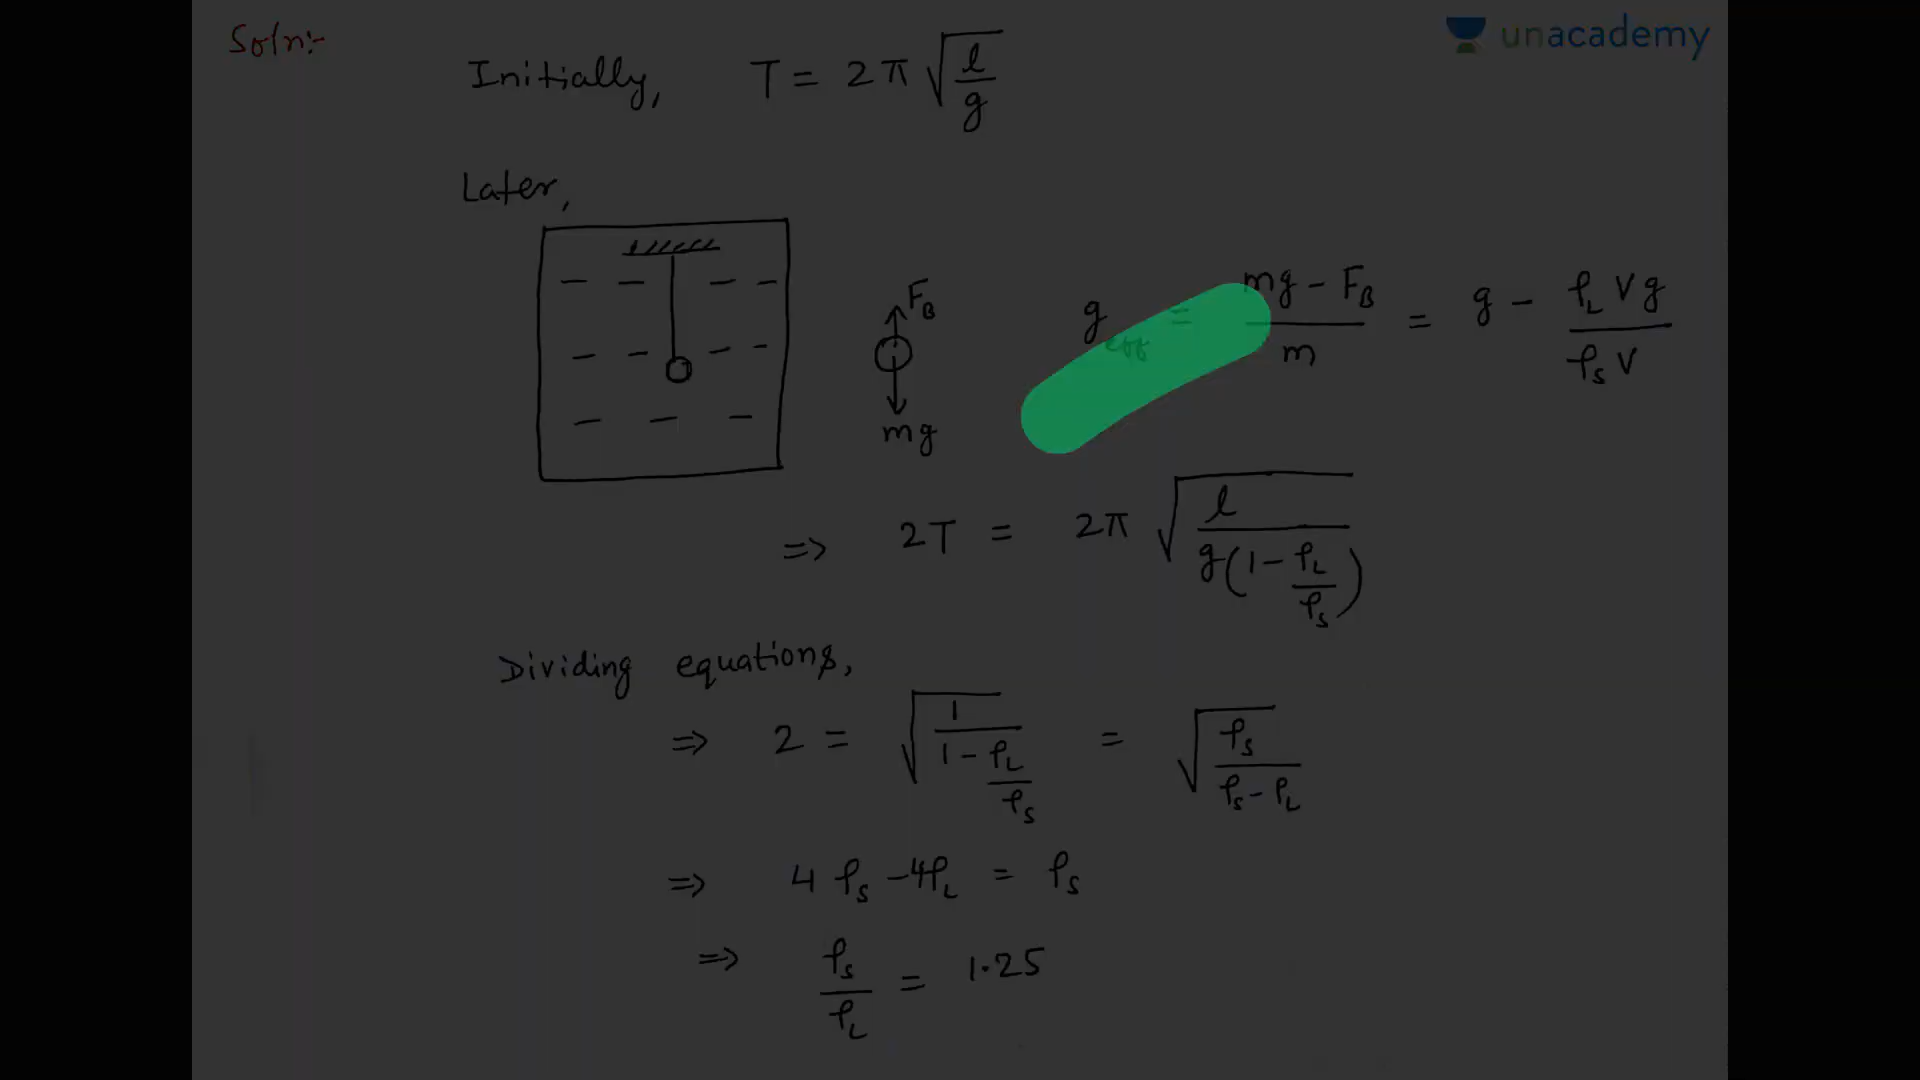 Soln:-
unacademy
Initially, T = 2π √(l/g)
Later,
F_B
mg
g_eff = (mg - F_B)/m = g - (ρ_L V g)/(ρ_s V)
=> 2T = 2π √(l/(g(1 - ρ_L/ρ_s)))
Dividing equations,
=> 2 = √(1/(1 - ρ_L/ρ_s)) = √(ρ_s/(ρ_s - ρ_L))
=> 4ρ_s - 4ρ_L = ρ_s
=> ρ_s/ρ_L = 1.25